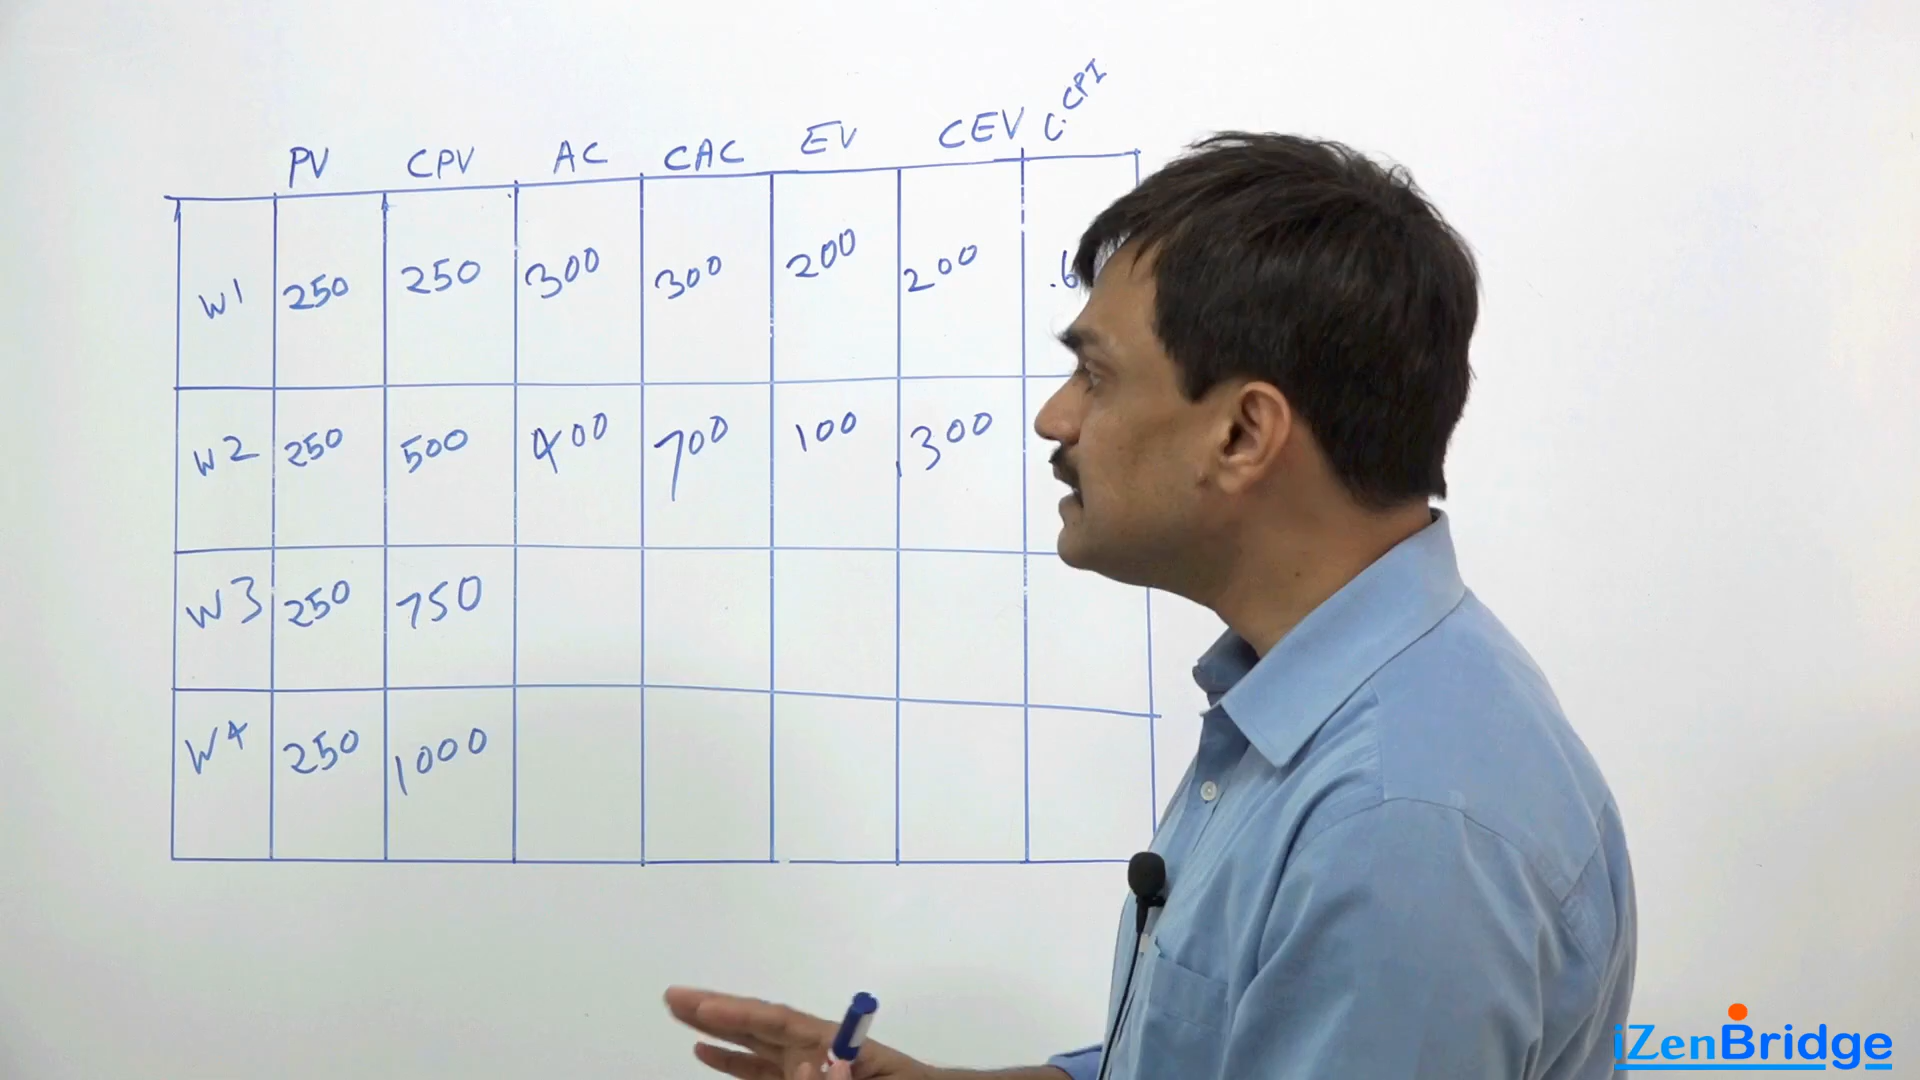 PV CPV AC CAC EV CEV CPI
W1 250 250 300 300 200 200 .6
W2 250 500 400 700 100 300
W3 250 750
W4 250 1000
iZenBridge